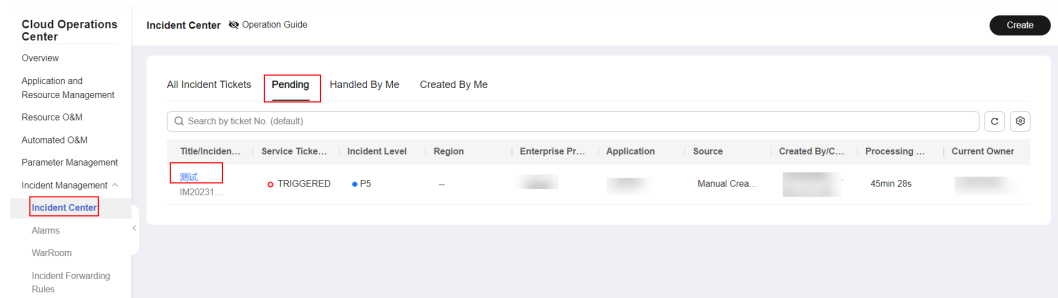 Cloud Operations
Center
Overview
Application and
Resource Management
Resource O&M
Automated O&M
Parameter Management
Incident Management
Incident Center
Alarms
WarRoom
Incident Forwarding
Rules
Incident Center Operation Guide
Create
All Incident Tickets Pending Handled By Me Created By Me
Search by ticket No. (default)
Title/Inciden... Service Ticke... Incident Level Region Enterprise Pr... Application Source Created By/C... Processing ... Current Owner
测试
IM20231...
TRIGGERED P5 -- Manual Crea... 45min 28s